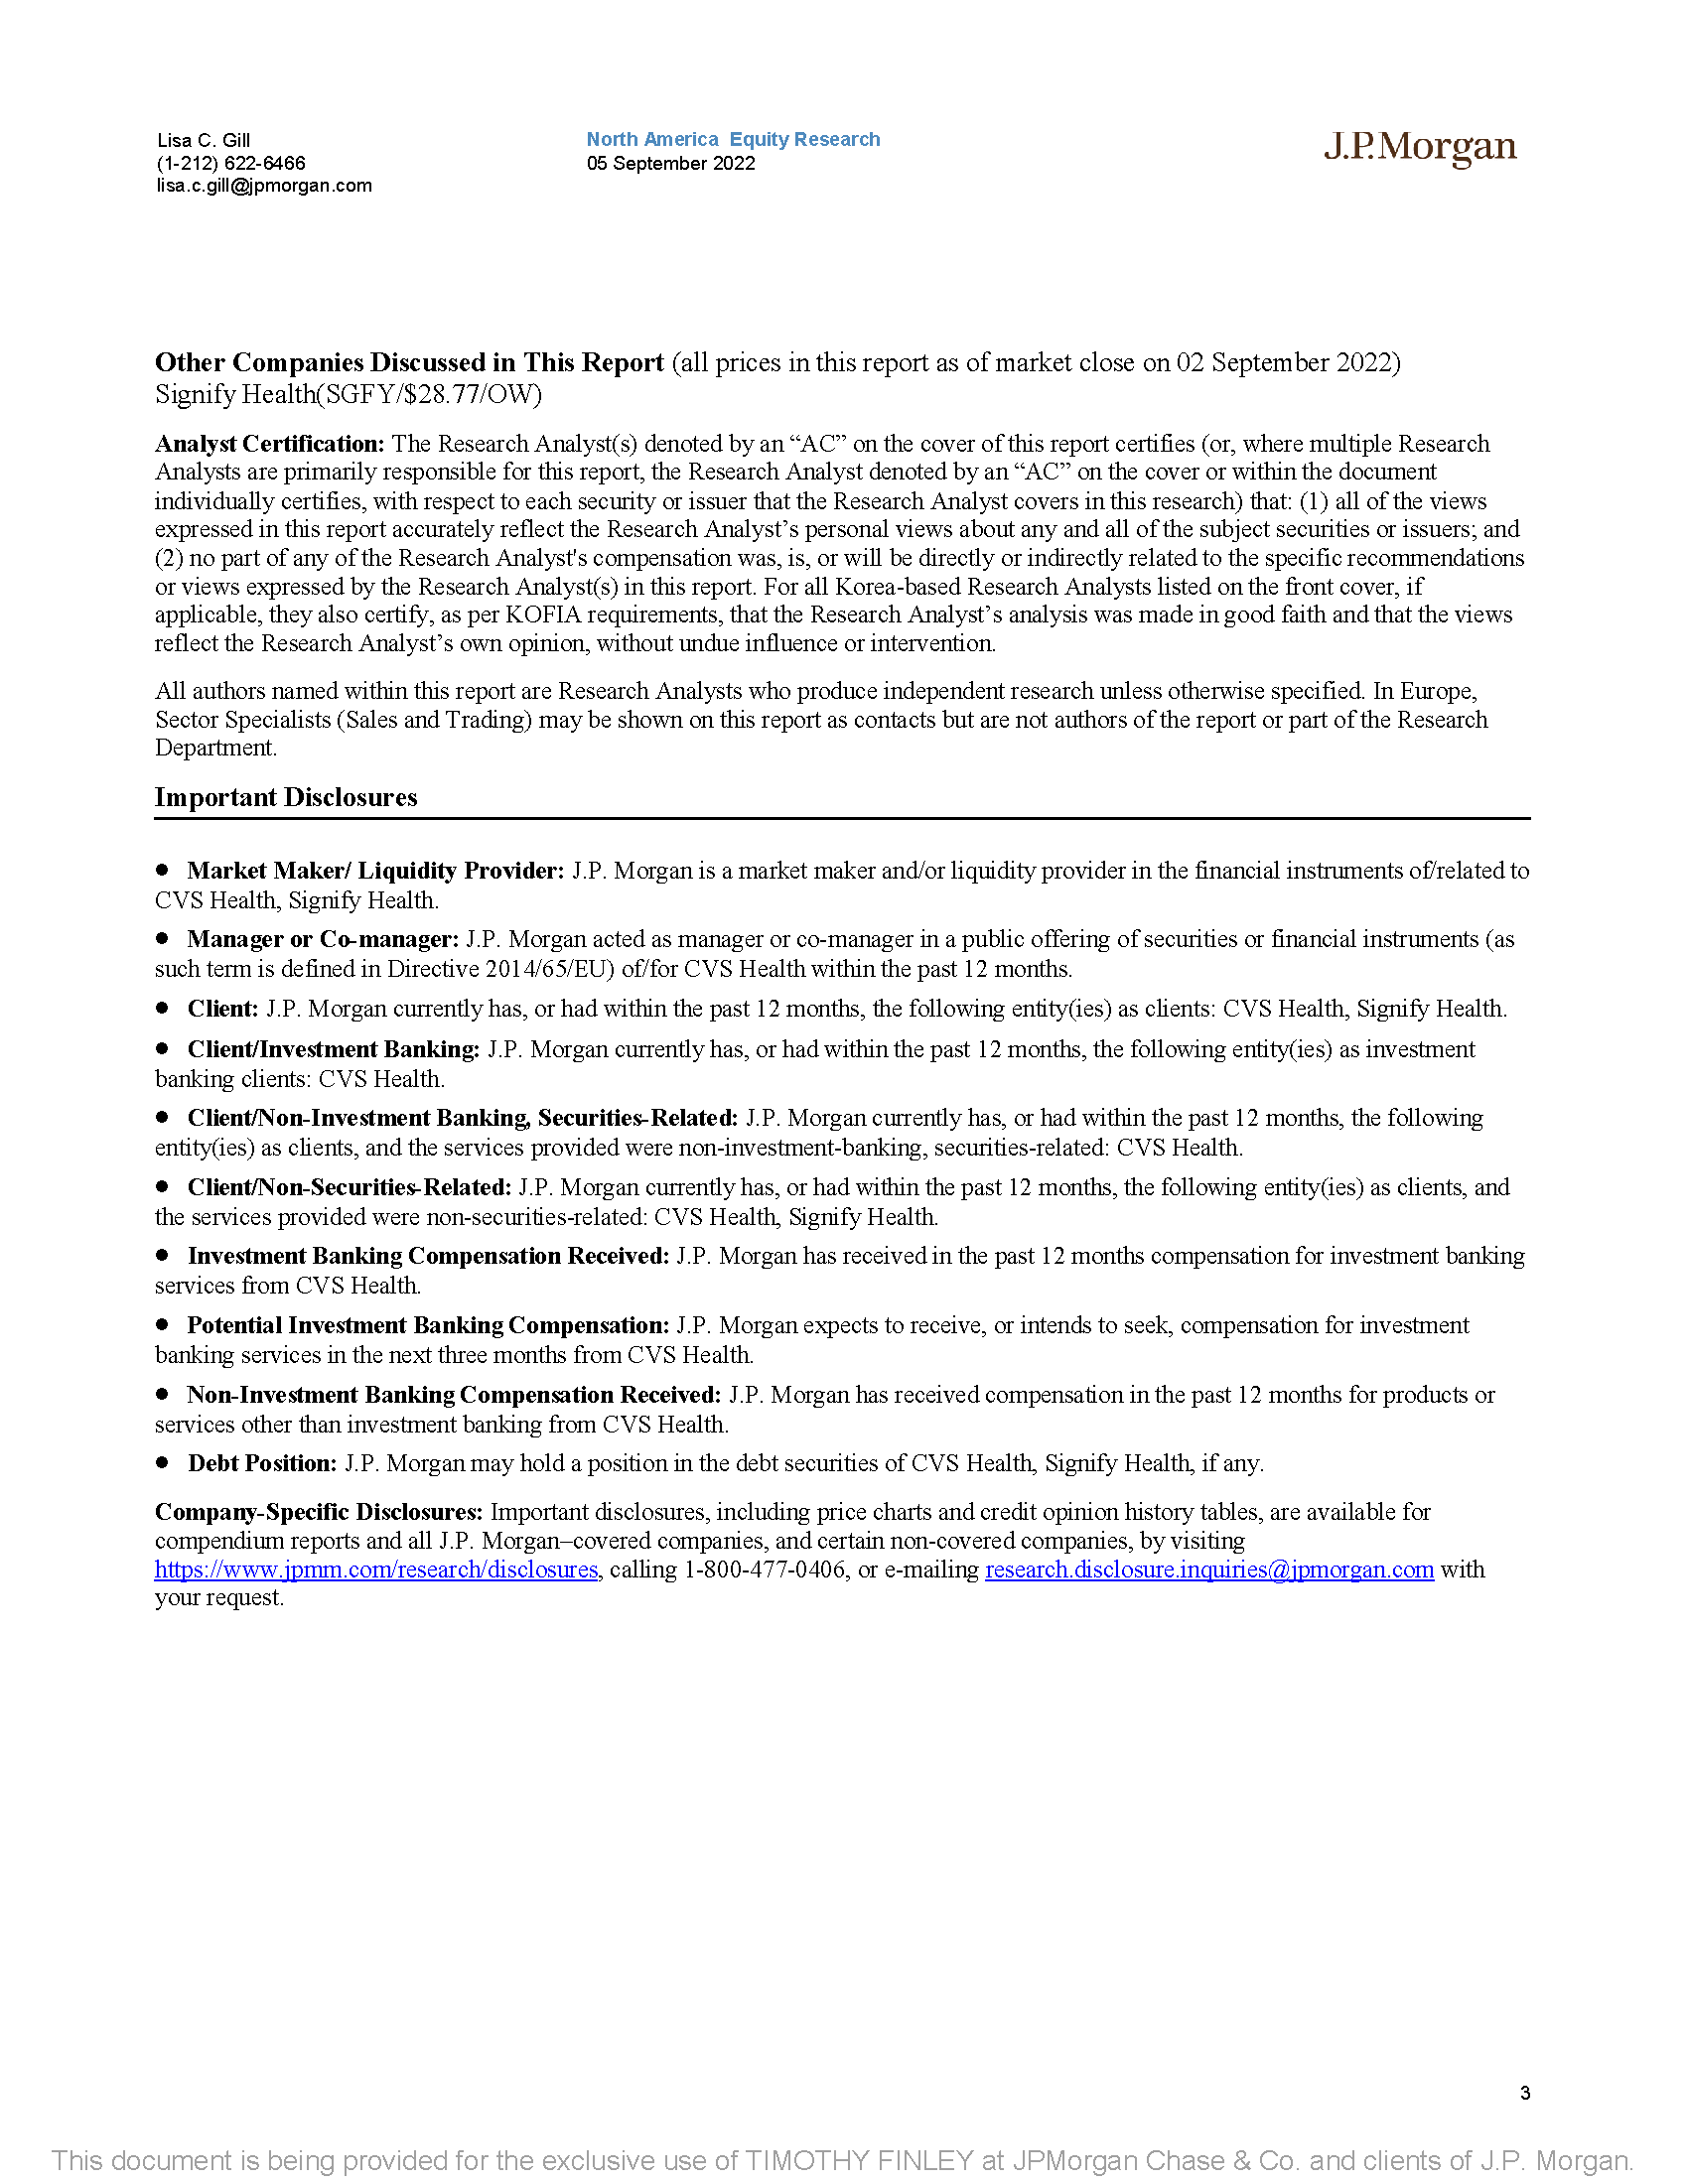 Lisa C. Gill
(1-212) 622-6466
lisa.c.gill@jpmorgan.com
North America Equity Research
05 September 2022
J.P.Morgan
Other Companies Discussed in This Report (all prices in this report as of market close on 02 September 2022)
Signify Health(SGFY/$28.77/OW)
Analyst Certification: The Research Analyst(s) denoted by an “AC” on the cover of this report certifies (or, where multiple Research
Analysts are primarily responsible for this report, the Research Analyst denoted by an “AC” on the cover or within the document
individually certifies, with respect to each security or issuer that the Research Analyst covers in this research) that: (1) all of the views
expressed in this report accurately reflect the Research Analyst’s personal views about any and all of the subject securities or issuers; and
(2) no part of any of the Research Analyst's compensation was, is, or will be directly or indirectly related to the specific recommendations
or views expressed by the Research Analyst(s) in this report. For all Korea-based Research Analysts listed on the front cover, if
applicable, they also certify, as per KOFIA requirements, that the Research Analyst’s analysis was made in good faith and that the views
reflect the Research Analyst’s own opinion, without undue influence or intervention.
All authors named within this report are Research Analysts who produce independent research unless otherwise specified. In Europe,
Sector Specialists (Sales and Trading) may be shown on this report as contacts but are not authors of the report or part of the Research
Department.
Important Disclosures
● Market Maker/ Liquidity Provider: J.P. Morgan is a market maker and/or liquidity provider in the financial instruments of/related to
CVS Health, Signify Health.
● Manager or Co-manager: J.P. Morgan acted as manager or co-manager in a public offering of securities or financial instruments (as
such term is defined in Directive 2014/65/EU) of/for CVS Health within the past 12 months.
● Client: J.P. Morgan currently has, or had within the past 12 months, the following entity(ies) as clients: CVS Health, Signify Health.
● Client/Investment Banking: J.P. Morgan currently has, or had within the past 12 months, the following entity(ies) as investment
banking clients: CVS Health.
● Client/Non-Investment Banking, Securities-Related: J.P. Morgan currently has, or had within the past 12 months, the following
entity(ies) as clients, and the services provided were non-investment-banking, securities-related: CVS Health.
● Client/Non-Securities-Related: J.P. Morgan currently has, or had within the past 12 months, the following entity(ies) as clients, and
the services provided were non-securities-related: CVS Health, Signify Health.
● Investment Banking Compensation Received: J.P. Morgan has received in the past 12 months compensation for investment banking
services from CVS Health.
● Potential Investment Banking Compensation: J.P. Morgan expects to receive, or intends to seek, compensation for investment
banking services in the next three months from CVS Health.
● Non-Investment Banking Compensation Received: J.P. Morgan has received compensation in the past 12 months for products or
services other than investment banking from CVS Health.
● Debt Position: J.P. Morgan may hold a position in the debt securities of CVS Health, Signify Health, if any.
Company-Specific Disclosures: Important disclosures, including price charts and credit opinion history tables, are available for
compendium reports and all J.P. Morgan–covered companies, and certain non-covered companies, by visiting
https://www.jpmm.com/research/disclosures, calling 1-800-477-0406, or e-mailing research.disclosure.inquiries@jpmorgan.com with
your request.
3
This document is being provided for the exclusive use of TIMOTHY FINLEY at JPMorgan Chase & Co. and clients of J.P. Morgan.